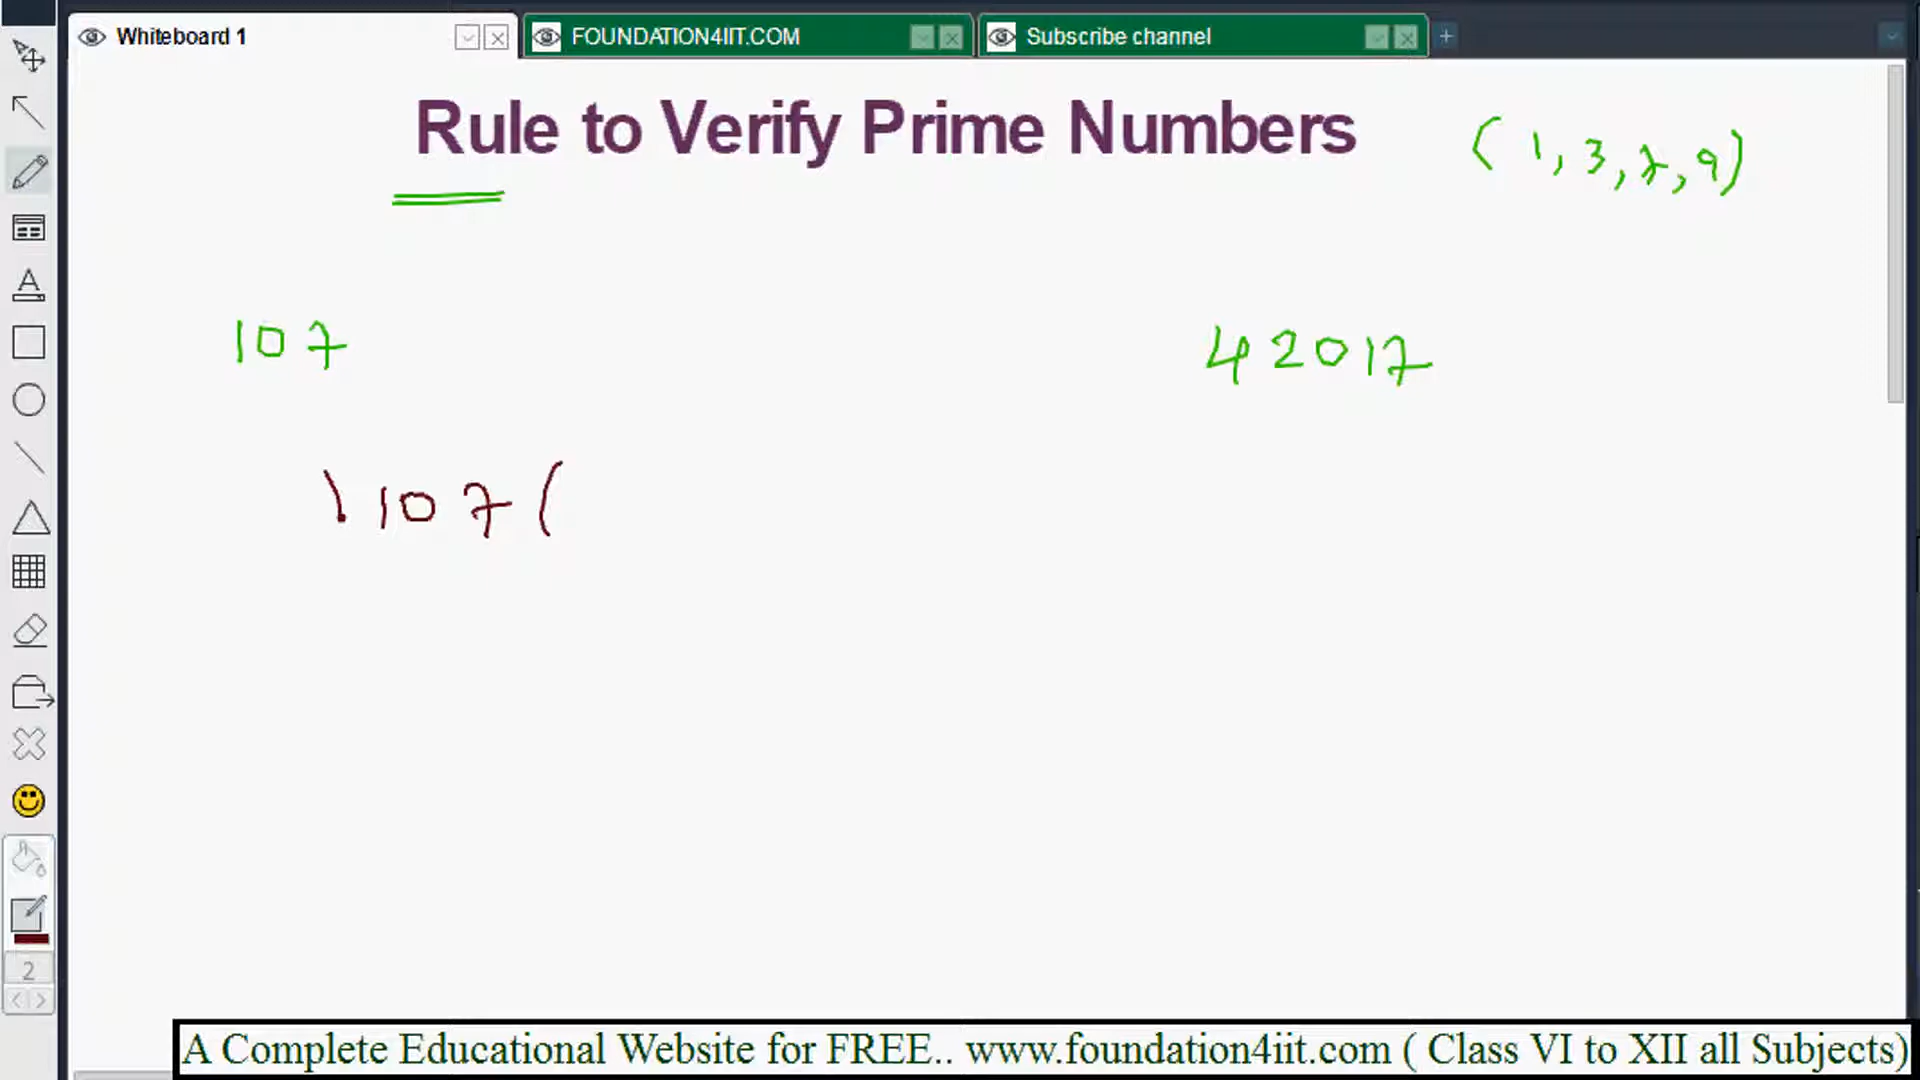 Whiteboard 1
FOUNDATION4IIT.COM
Subscribe channel
Rule to Verify Prime Numbers
( 1, 3, 7, 9)
107
42017
) 107 (
2
A Complete Educational Website for FREE.. www.foundation4iit.com ( Class VI to XII all Subjects)